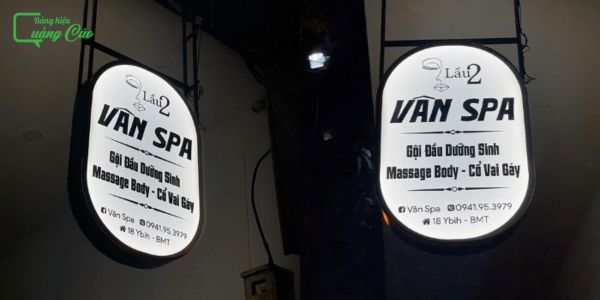 Bảng hiệu
Quảng Cáo
Lầu 2
VÂN SPA
Gội Đầu Dưỡng Sinh
Massage Body - Cổ Vai Gáy
Vân Spa 0941.95.3979
18 Ybih - BMT
Lầu 2
VÂN SPA
Gội Đầu Dưỡng Sinh
Massage Body - Cổ Vai Gáy
Vân Spa 0941.95.3979
18 Ybih - BMT